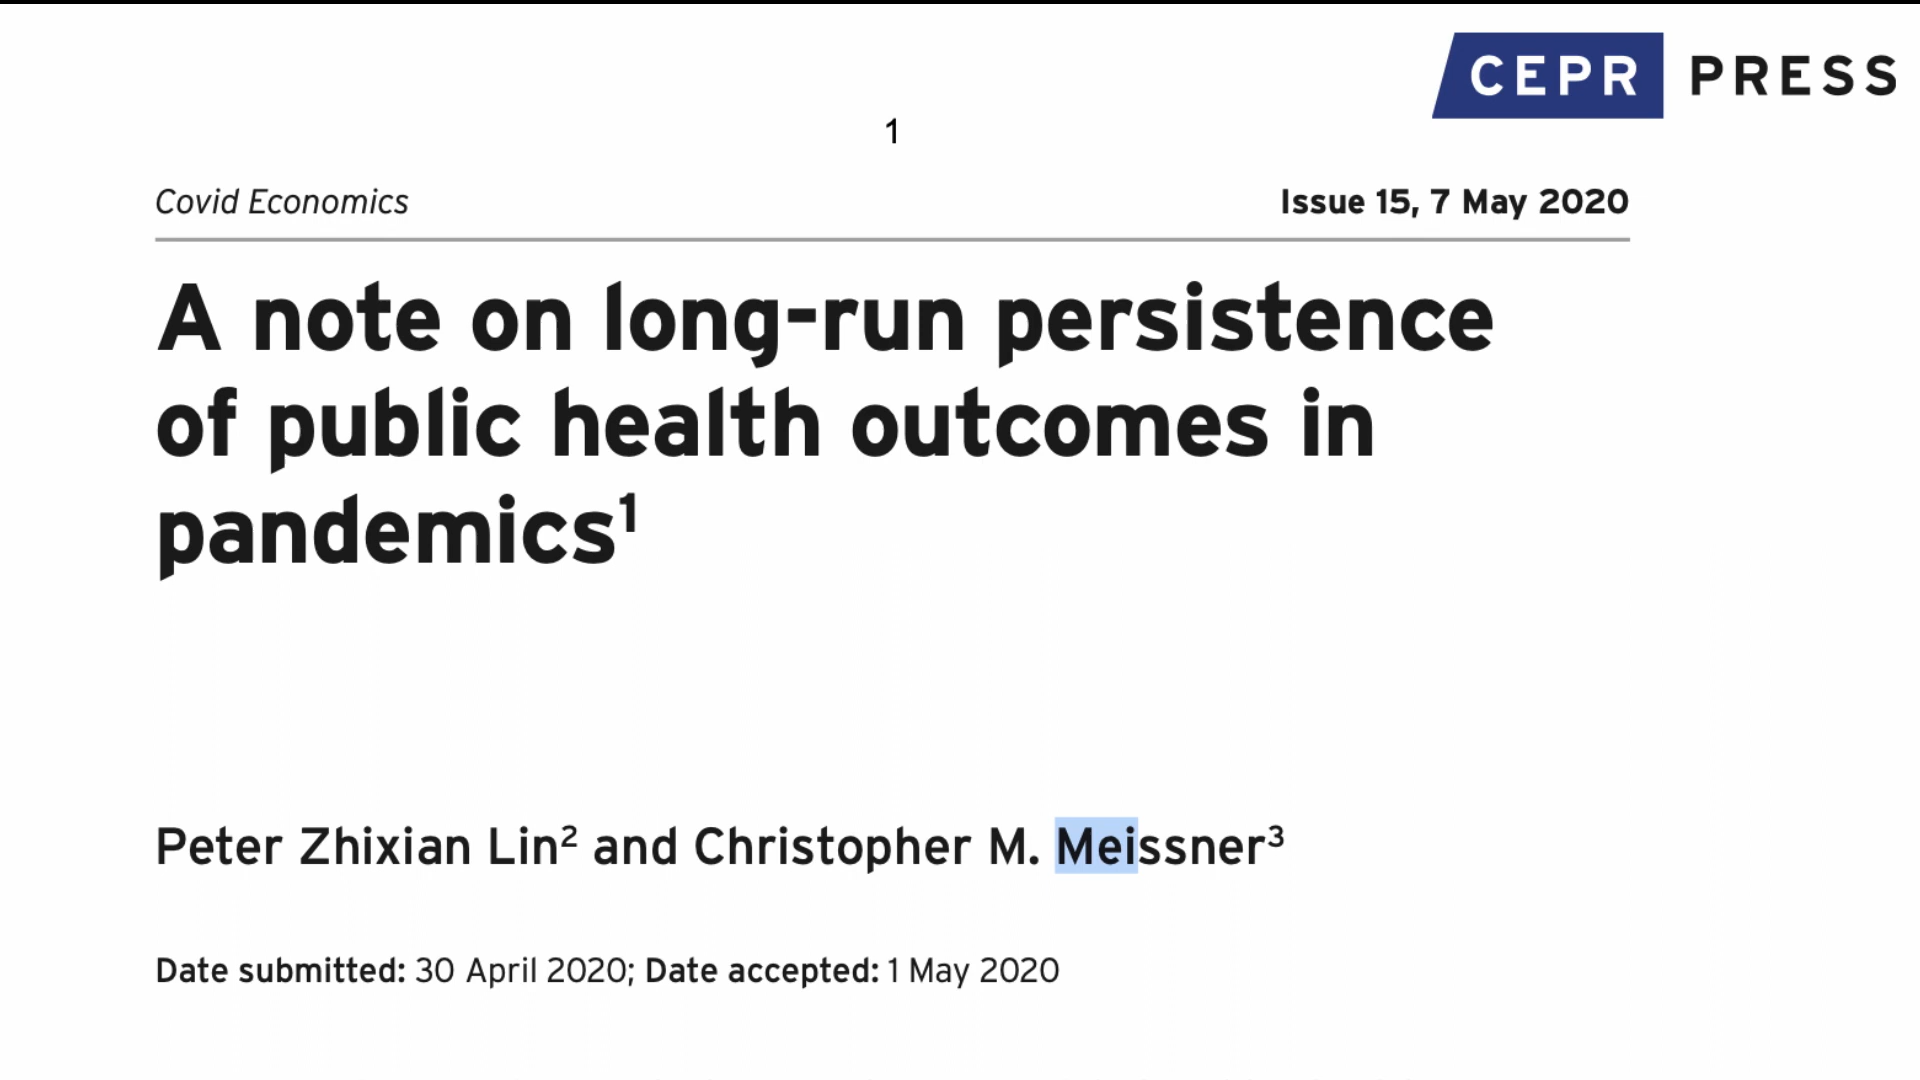 CEPR PRESS
1
Covid Economics Issue 15, 7 May 2020
A note on long-run persistence
of public health outcomes in
pandemics¹
Peter Zhixian Lin² and Christopher M. Meissner³
Date submitted: 30 April 2020; Date accepted: 1 May 2020